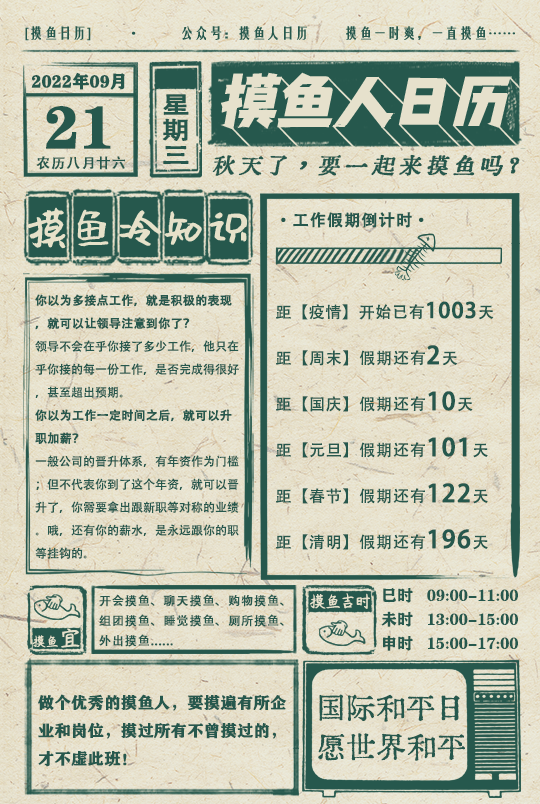 [摸鱼日历] · 公众号：摸鱼人日历 摸鱼一时爽，一直摸鱼……
2022年09月
21
农历八月廿六
星期三
摸鱼人日历
秋天了，要一起来摸鱼吗？
摸鱼冷知识
你以为多接点工作，就是积极的表现
，就可以让领导注意到你了？
领导不会在乎你接了多少工作，他只在
乎你接的每一份工作，是否完成得很好
，甚至超出预期。
你以为工作一定时间之后，就可以升
职加薪？
一般公司的晋升体系，有年资作为门槛
；但不代表你到了这个年资，就可以晋
升了，你需要拿出跟新职等对称的业绩
。哦，还有你的薪水，是永远跟你的职
等挂钩的。
·工作假期倒计时·
距【疫情】开始已有1003天
距【周末】假期还有2天
距【国庆】假期还有10天
距【元旦】假期还有101天
距【春节】假期还有122天
距【清明】假期还有196天
摸鱼宜
开会摸鱼、聊天摸鱼、购物摸鱼、
组团摸鱼、睡觉摸鱼、厕所摸鱼、
外出摸鱼……
摸鱼吉时
巳时 09:00-11:00
未时 13:00-15:00
申时 15:00-17:00
做个优秀的摸鱼人，要摸遍有所企
业和岗位，摸过所有不曾摸过的，
才不虚此班！
国际和平日
愿世界和平